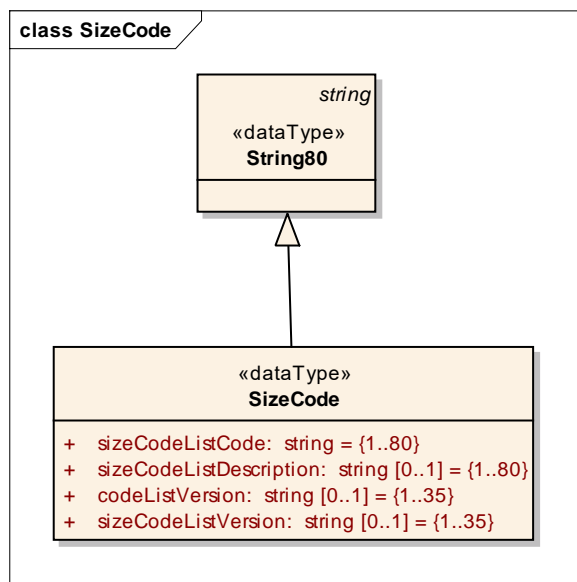 class SizeCode
string
«dataType»
String80
«dataType»
SizeCode
+ sizeCodeListCode: string = {1..80}
+ sizeCodeListDescription: string [0..1] = {1..80}
+ codeListVersion: string [0..1] = {1..35}
+ sizeCodeListVersion: string [0..1] = {1..35}